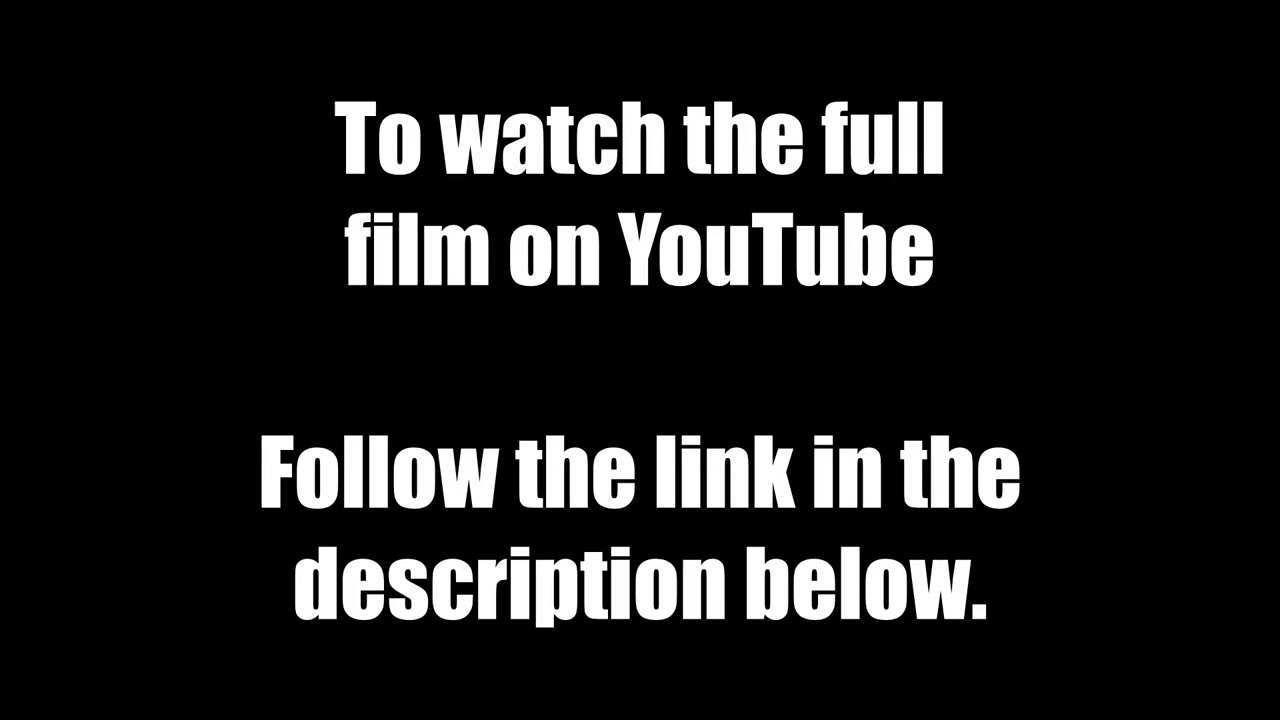 To watch the full
film on YouTube
Follow the link in the
description below.